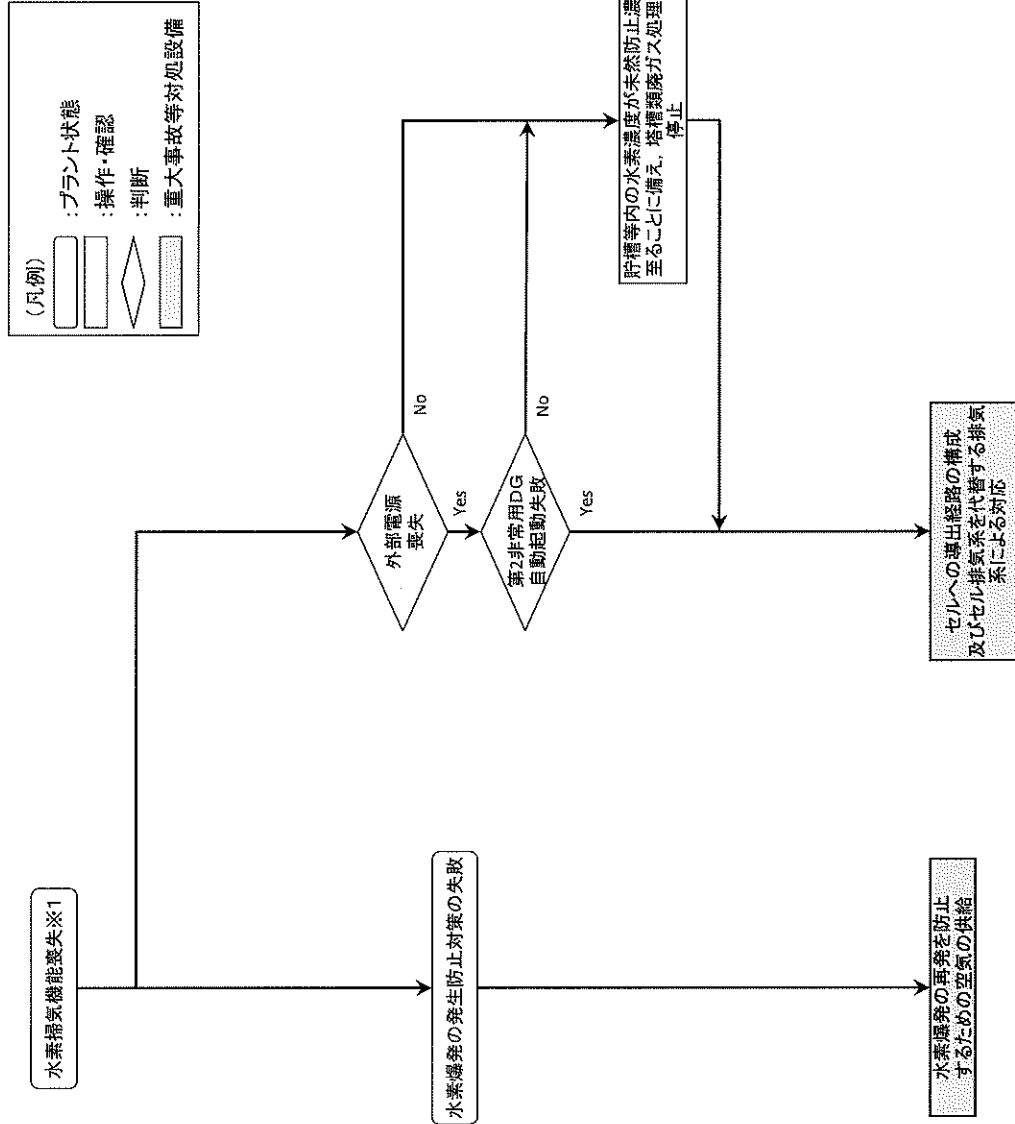 (凡例)
:プラント状態
:操作・確認
:判断
:重大事故等対処設備
水素掃気機能喪失※1
外部電源
喪失
No
Yes
第2非常用DG
自動起動失敗
No
Yes
貯槽等内の水素濃度が未然防止濃
至ることに備え,塔槽類廃ガス処理
停止
水素爆発の発生防止対策の失敗
水素爆発の再発を防止
するための空気の供給
セルへの導出経路の構成
及びセル排気系を代替する排気
系による対応